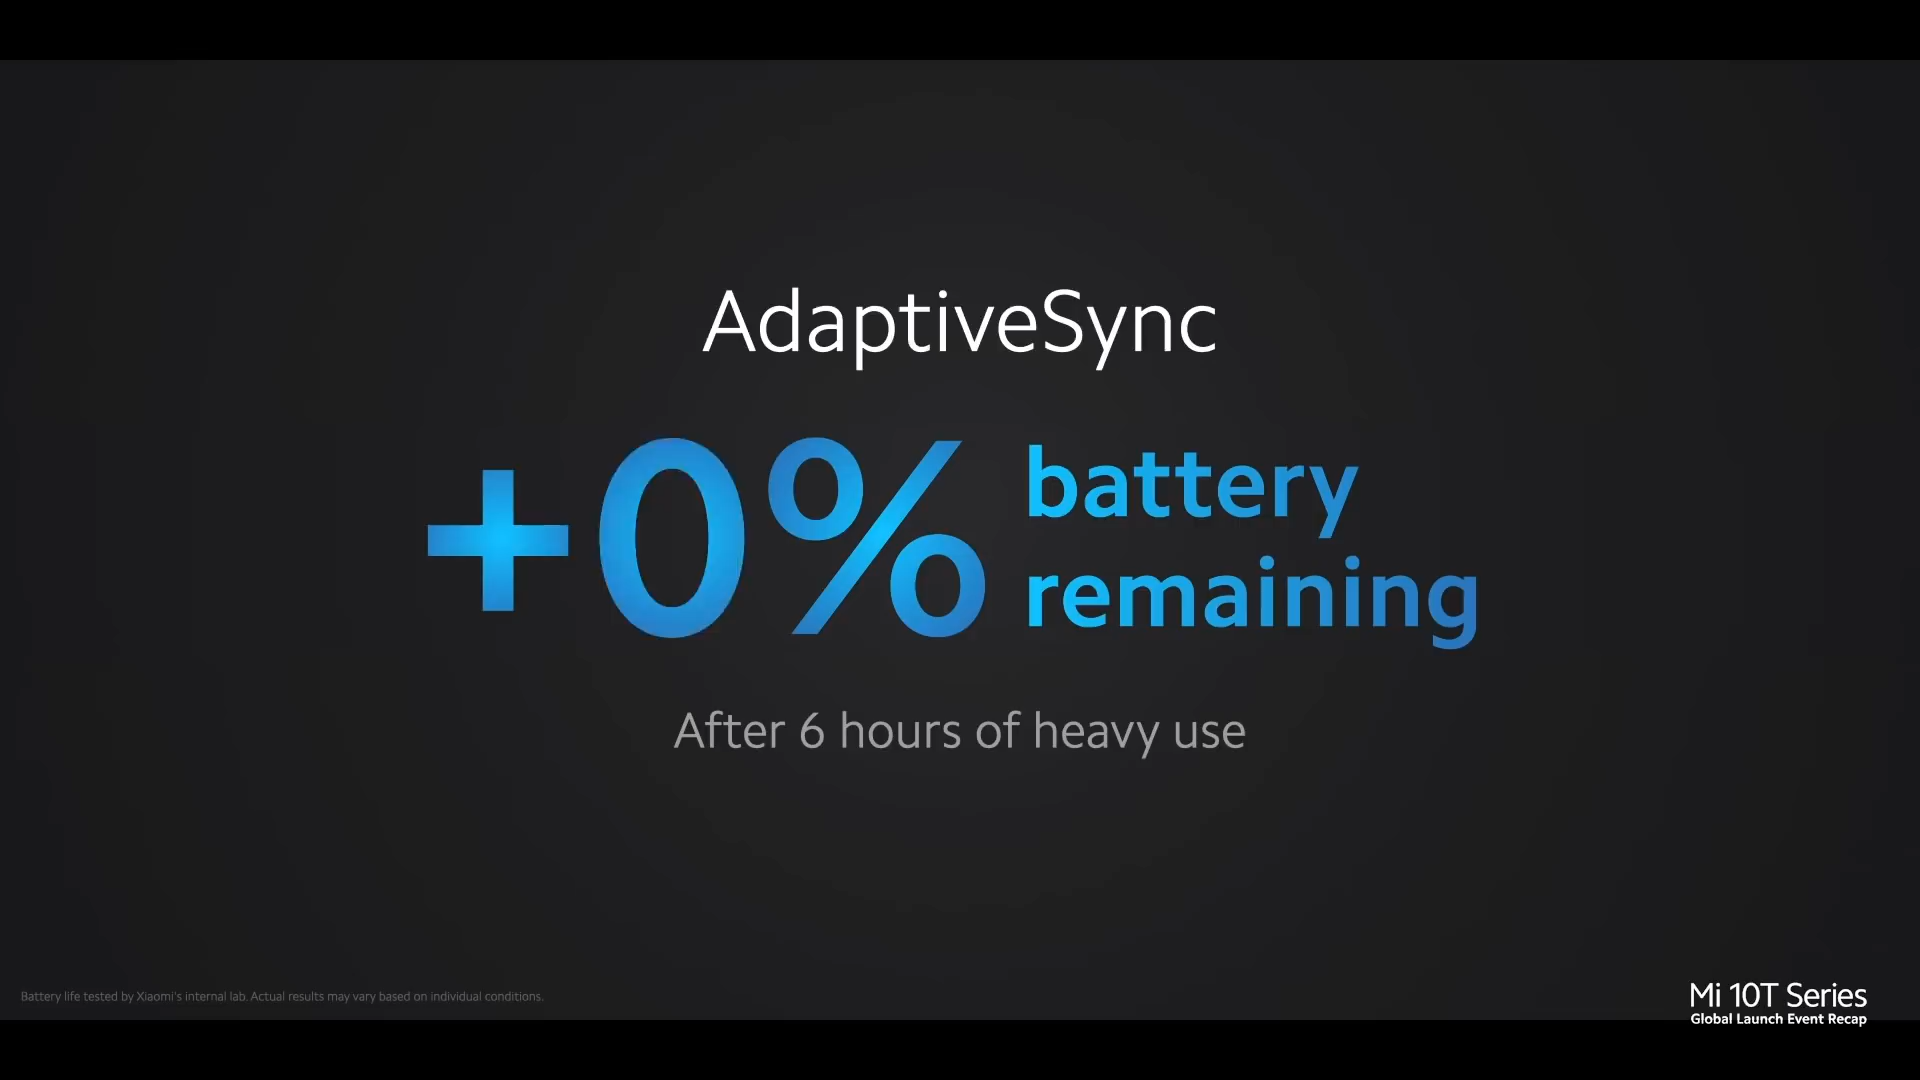 AdaptiveSync
+0% battery
remaining
After 6 hours of heavy use
Battery life tested by Xiaomi's internal lab. Actual results may vary based on individual conditions.
Mi 10T Series
Global Launch Event Recap